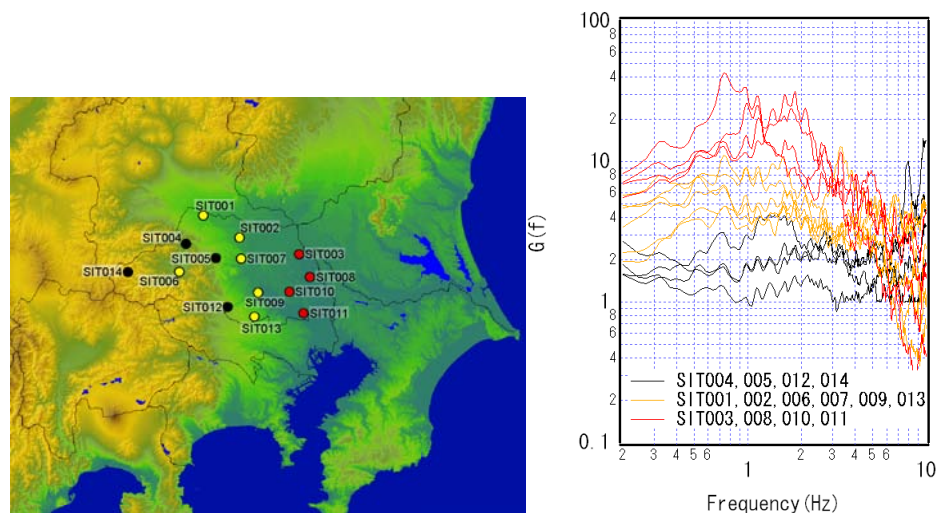 SIT001
SIT002
SIT004
SIT003
SIT005
SIT007
SIT014
SIT006
SIT008
SIT010
SIT009
SIT012
SIT011
SIT013
100
8
6
4
2
10
8
6
4
2
1
8
6
4
2
0.1
G(f)
SIT004, 005, 012, 014
SIT001, 002, 006, 007, 009, 013
SIT003, 008, 010, 011
2 3 4 5 6 1 2 3 4 5 6 10
Frequency(Hz)